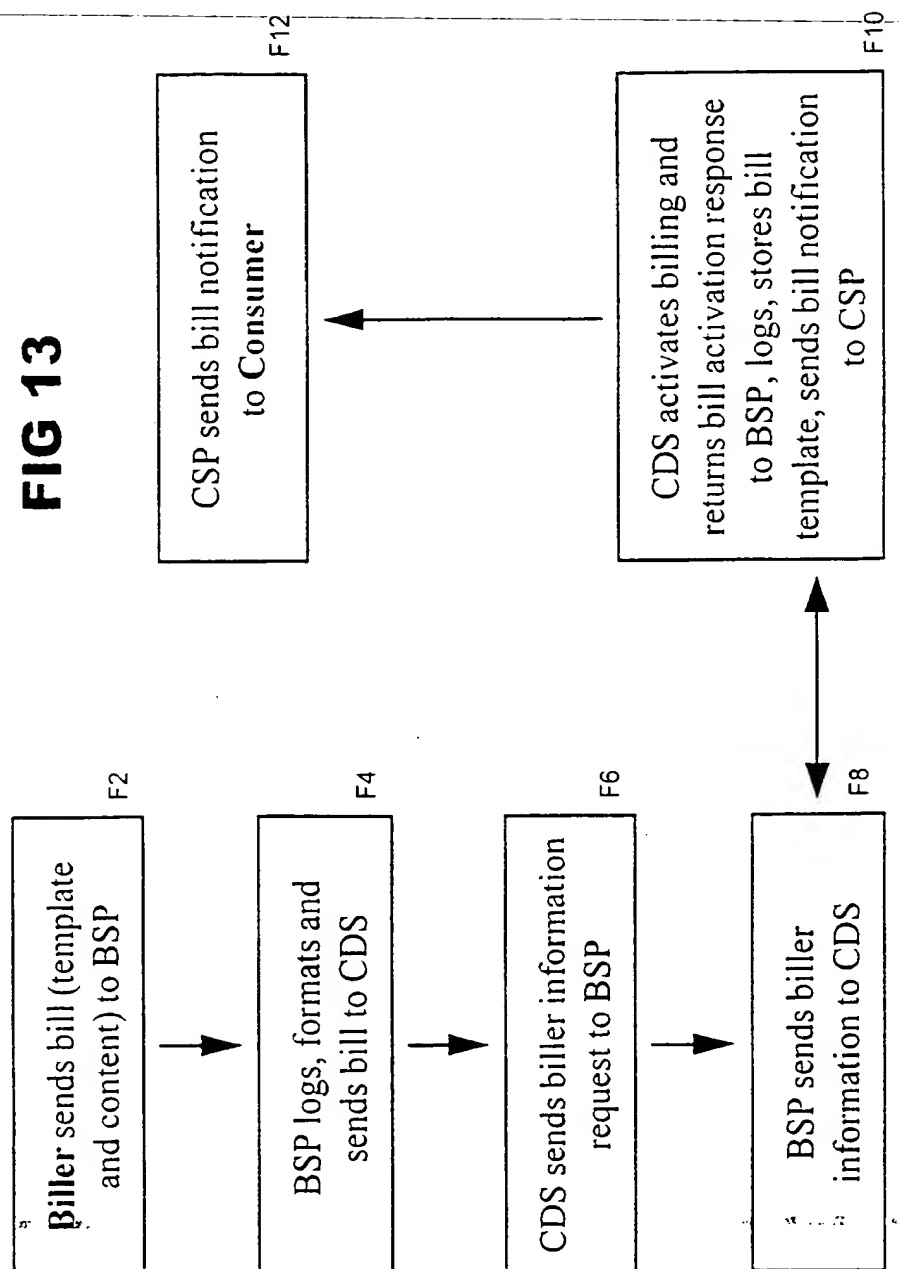 FIG 13
Biller sends bill (template
and content) to BSP
F2
BSP logs, formats and
sends bill to CDS
F4
CDS sends biller information
request to BSP
F6
BSP sends biller
information to CDS
F8
CDS activates billing and
returns bill activation response
to BSP, logs, stores bill
template, sends bill notification
to CSP
F10
CSP sends bill notification
to Consumer
F12